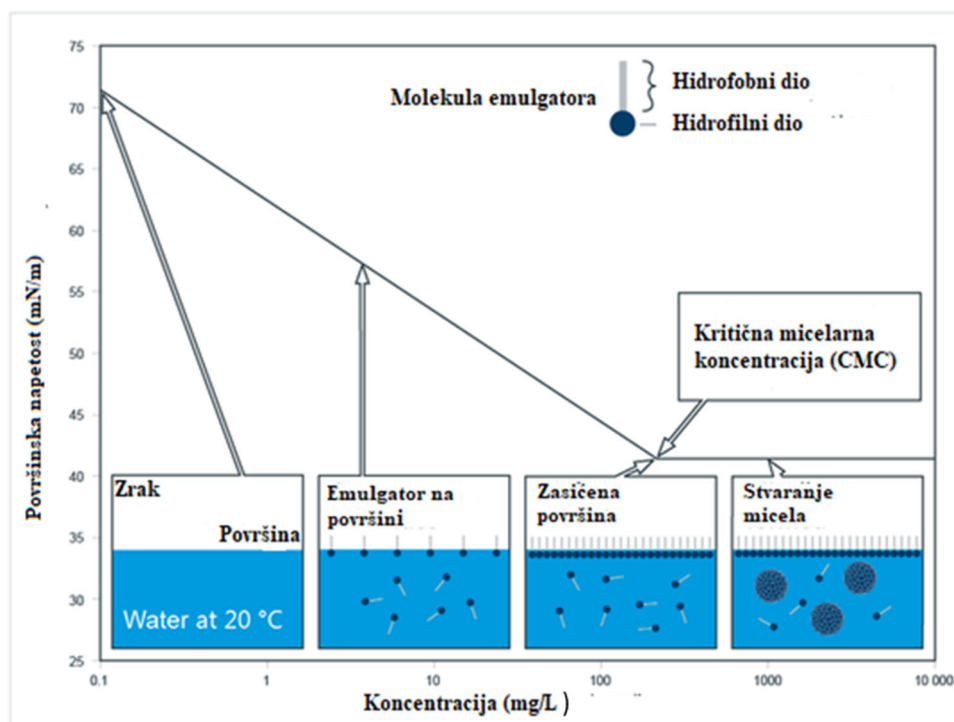 75
70
65
60
55
50
45
40
35
30
25
Površinska napetost (mN/m)
Molekula emulgatora
Hidrofobni dio
Hidrofilni dio
Kritična micelarna
koncentracija (CMC)
Zrak
Površina
Water at 20 °C
Emulgator na
površini
Zasičena
površina
Stvaranje
micela
0.1
1
10
100
1000
10 000
Koncentracija (mg/L)